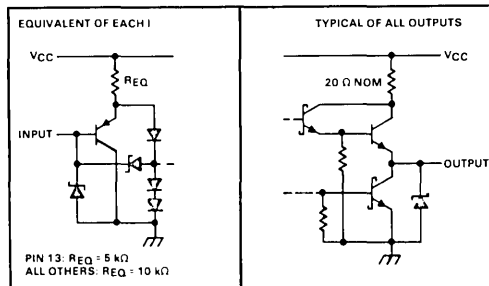 EQUIVALENT OF EACH I
VCC
REQ
INPUT
PIN 13: REQ = 5 kΩ
ALL OTHERS: REQ = 10 kΩ
TYPICAL OF ALL OUTPUTS
VCC
20 Ω NOM
OUTPUT